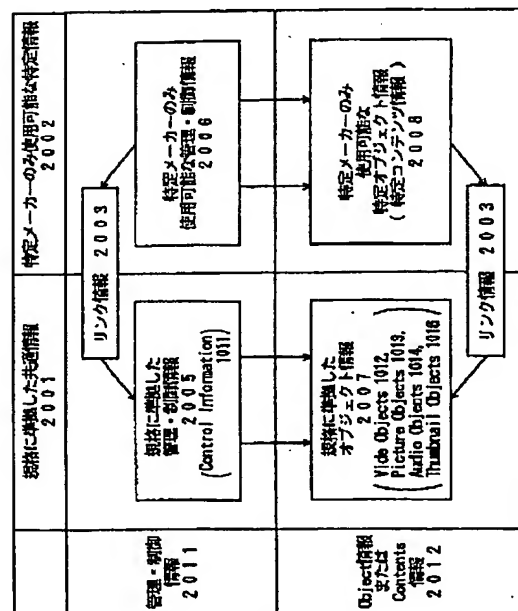 規格に準拠した共通情報
2001
特定メーカーのみ使用可能な特定情報
2002
管理・制御
情報
2011
リンク情報 2003
規格に準拠した
管理・制御情報
2005
(Control Information
1011)
特定メーカーのみ
使用可能な管理・制御情報
2006
Object情報
または
Contents
情報
2012
規格に準拠した
オブジェクト情報
2007
(Vide Objects 1012,
Picture Objects 1013,
Audio Objects 1014,
Thumbnail Objects 1016)
特定メーカーのみ
使用可能な
特定オブジェクト情報
(特定コンテンツ情報)
2008
リンク情報 2003